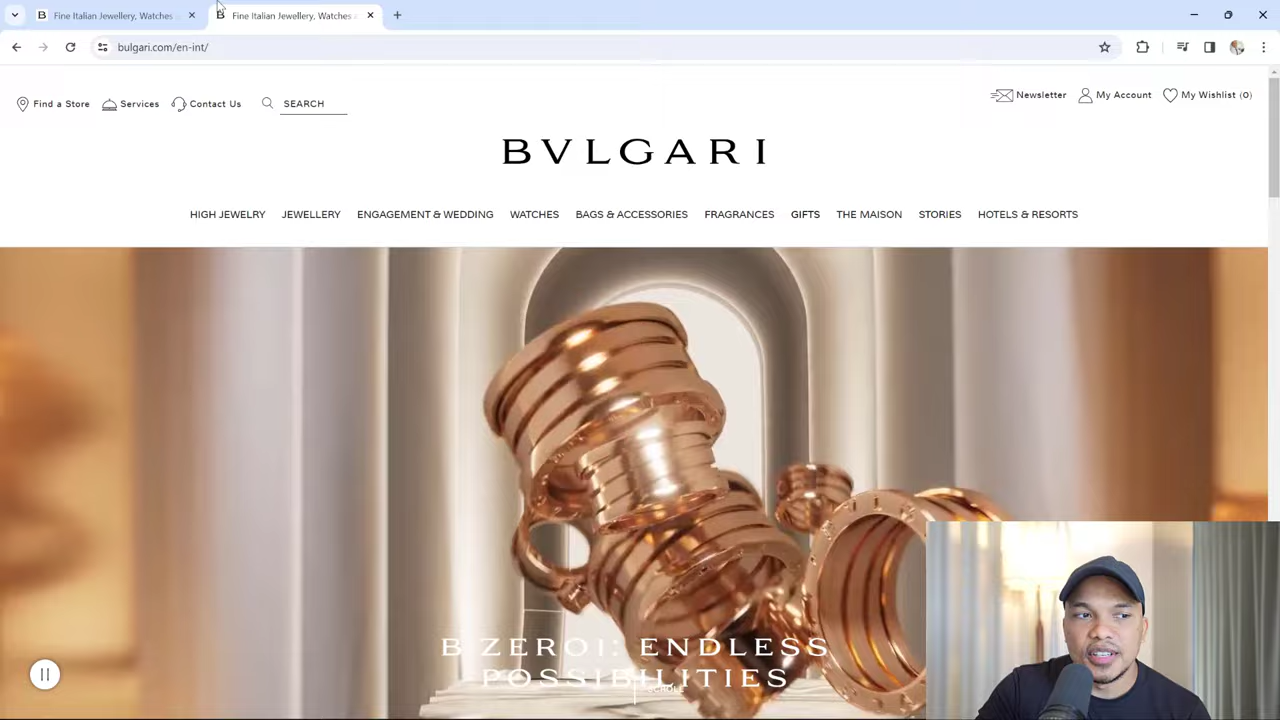 Fine Italian Jewellery, Watches
Fine Italian Jewellery, Watches
bulgari.com/en-int/
Find a Store
Services
Contact Us
SEARCH
Newsletter
My Account
My Wishlist (0)
BVLGARI
HIGH JEWELRY
JEWELLERY
ENGAGEMENT & WEDDING
WATCHES
BAGS & ACCESSORIES
FRAGRANCES
GIFTS
THE MAISON
STORIES
HOTELS & RESORTS
B.ZERO1: ENDLESS
POSSIBILITIES
SCROLL